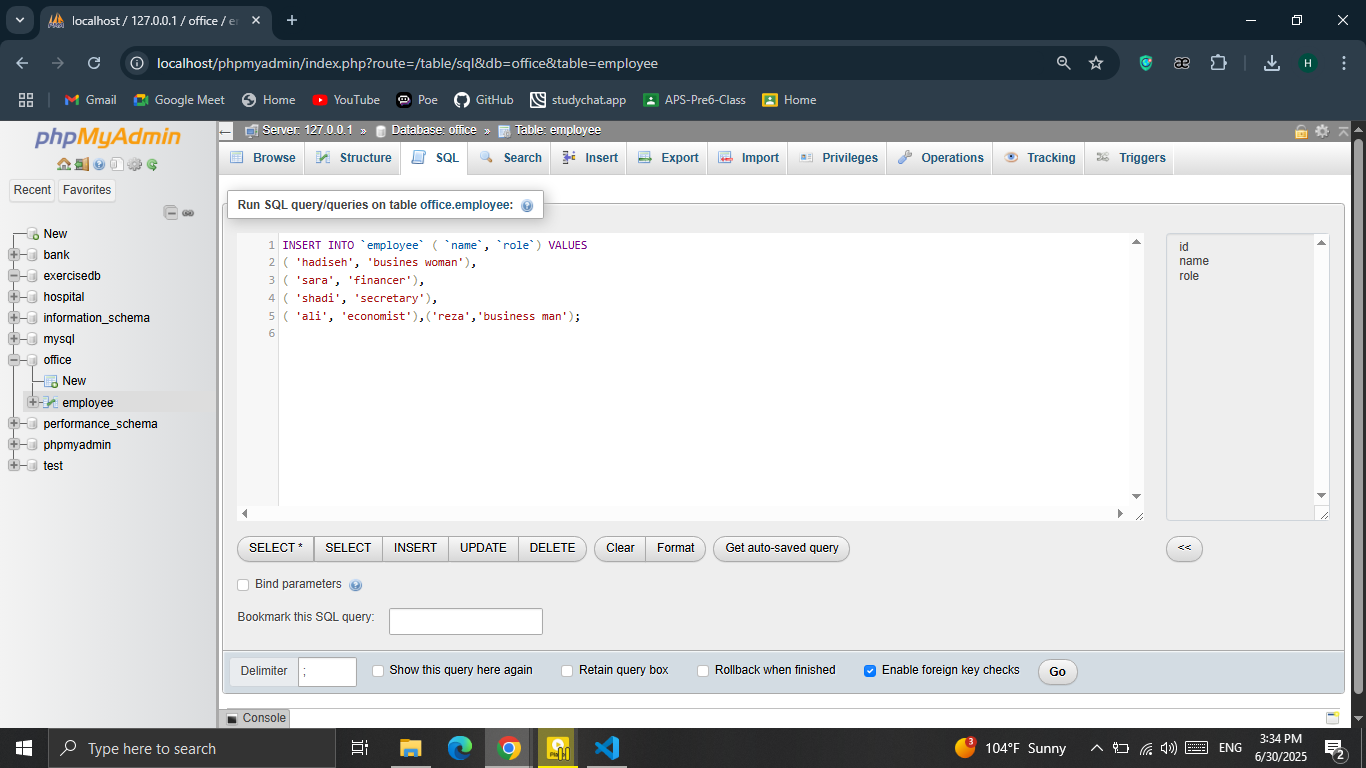 localhost / 127.0.0.1 / office / e
localhost/phpmyadmin/index.php?route=/table/sql&db=office&table=employee
H
Gmail Google Meet Home YouTube Poe GitHub studychat.app APS-Pre6-Class Home
phpMyAdmin
Recent Favorites
New
bank
exercisedb
hospital
information_schema
mysql
office
New
employee
performance_schema
phpmyadmin
test
Server: 127.0.0.1 » Database: office » Table: employee
Browse Structure SQL Search Insert Export Import Privileges Operations Tracking Triggers
Run SQL query/queries on table office.employee:
1 INSERT INTO `employee` ( `name`, `role`) VALUES
2 ( 'hadiseh', 'busines woman'),
3 ( 'sara', 'financer'),
4 ( 'shadi', 'secretary'),
5 ( 'ali', 'economist'),('reza','business man');
6
id
name
role
SELECT * SELECT INSERT UPDATE DELETE Clear Format Get auto-saved query <<
Bind parameters
Bookmark this SQL query:
Delimiter ; Show this query here again Retain query box Rollback when finished Enable foreign key checks Go
Console
Type here to search
3 104°F Sunny ENG 3:34 PM
6/30/2025 2